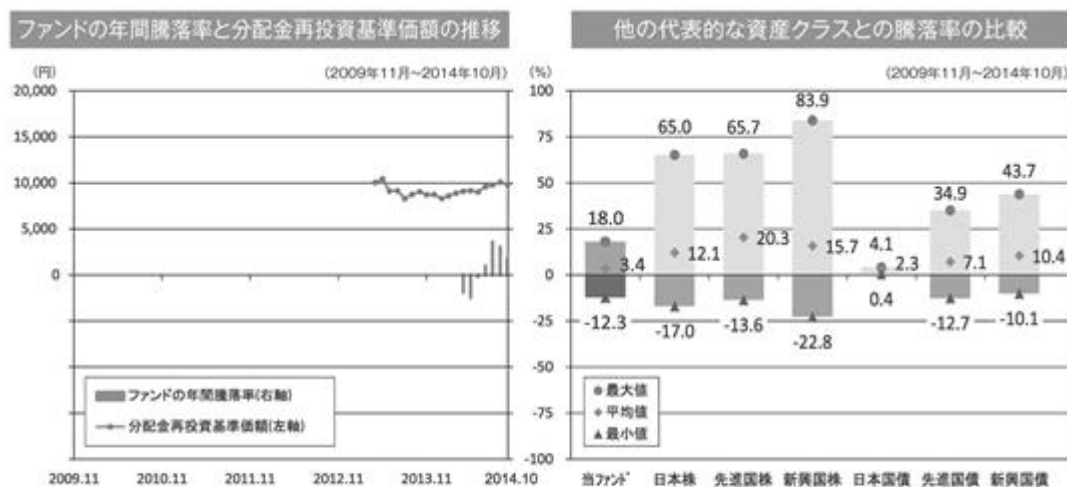 ファンドの年間騰落率と分配金再投資基準価額の推移
(円)
(2009年11月~2014年10月)
20,000
15,000
10,000
5,000
0
ファンドの年間騰落率(右軸)
分配金再投資基準価額(左軸)
2009.11 2010.11 2011.11 2012.11 2013.11 2014.10
他の代表的な資産クラスとの騰落率の比較
(%)
(2009年11月~2014年10月)
100
75
50
25
0
-25
-50
-75
-100
18.0 65.0 65.7 83.9 4.1 34.9 43.7
3.4 12.1 20.3 15.7 2.3 7.1 10.4
-12.3 -17.0 -13.6 -22.8 0.4 -12.7 -10.1
最大値
平均値
最小値
当ファンド 日本株 先進国株 新興国株 日本国債 先進国債 新興国債